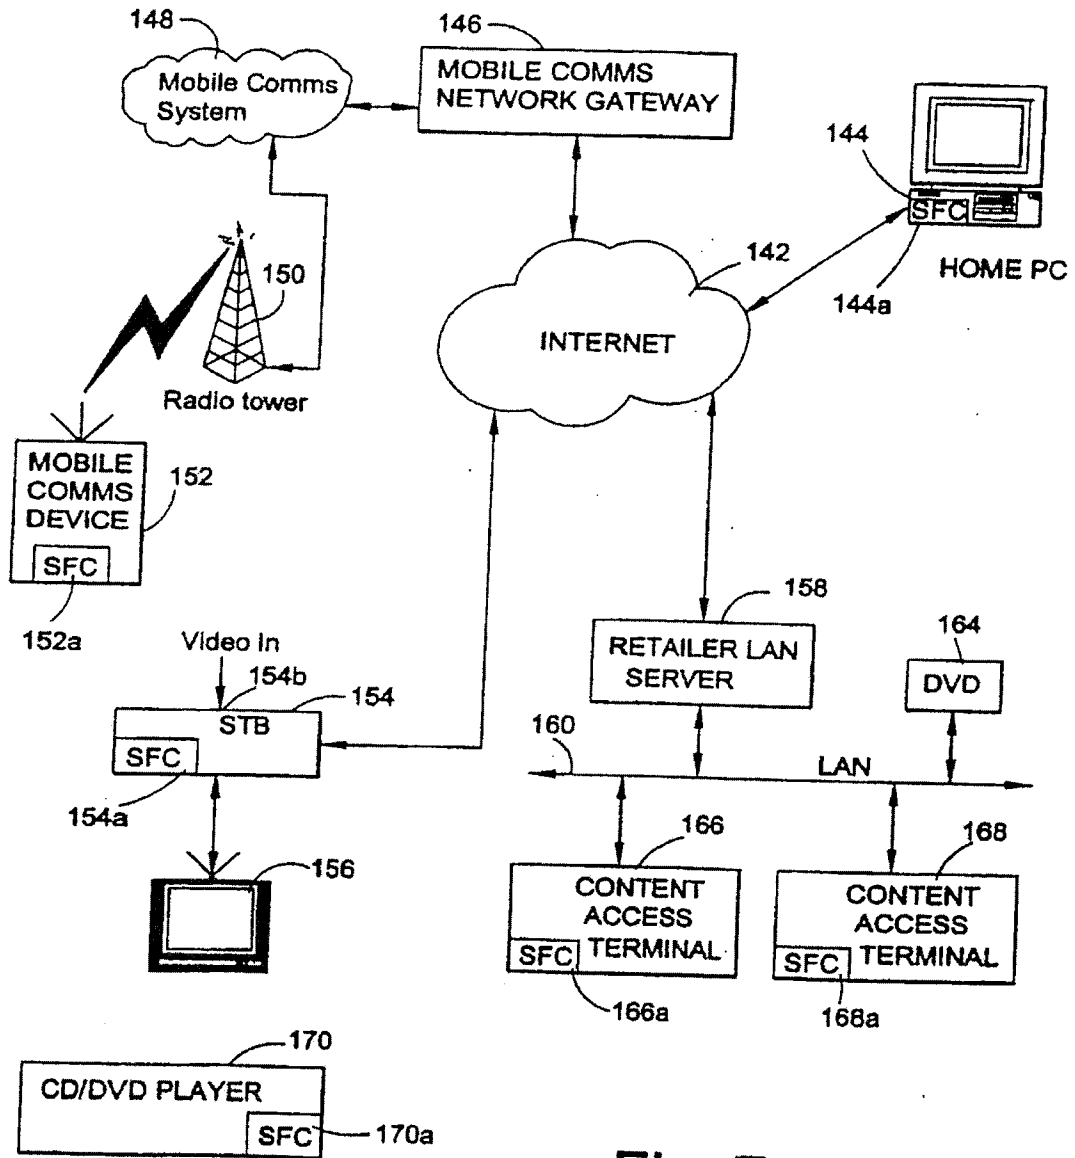 148
146
Mobile Comms
System
MOBILE COMMS
NETWORK GATEWAY
144
SFC
144a
HOME PC
142
INTERNET
150
Radio tower
MOBILE
COMMS
DEVICE
152
SFC
152a
Video In
154b
154
STB
SFC
154a
156
158
RETAILER LAN
SERVER
164
DVD
160
LAN
166
CONTENT
ACCESS
TERMINAL
SFC
166a
168
CONTENT
ACCESS
TERMINAL
SFC
168a
170
CD/DVD PLAYER
SFC
170a